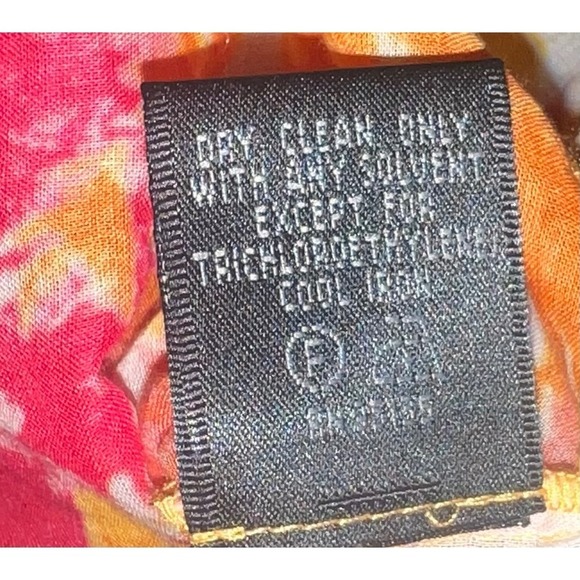 DRY CLEAN ONLY
WITH ANY SOLVENT
EXCEPT FOR
TRICHLOROETHYLENE
COOL IRON
P